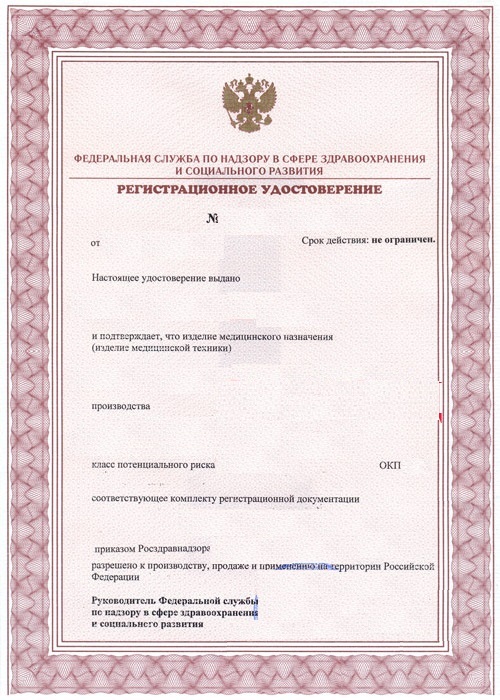 ФЕДЕРАЛЬНАЯ СЛУЖБА ПО НАДЗОРУ В СФЕРЕ ЗДРАВООХРАНЕНИЯ
И СОЦИАЛЬНОГО РАЗВИТИЯ
РЕГИСТРАЦИОННОЕ УДОСТОВЕРЕНИЕ
№
от Срок действия: не ограничен.
Настоящее удостоверение выдано
и подтверждает, что изделие медицинского назначения
(изделие медицинской техники)
производства
класс потенциального риска ОКП
соответствующее комплекту регистрационной документации
приказом Росздравнадзора
разрешено к производству, продаже и применению на территории Российской
Федерации
Руководитель Федеральной службы
по надзору в сфере здравоохранения
и социального развития